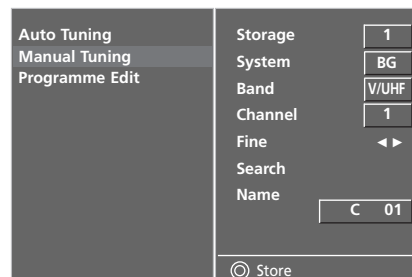 Auto Tuning
Manual Tuning
Programme Edit
Storage 1
System BG
Band V/UHF
Channel 1
Fine ◄►
Search
Name
C 01
Store